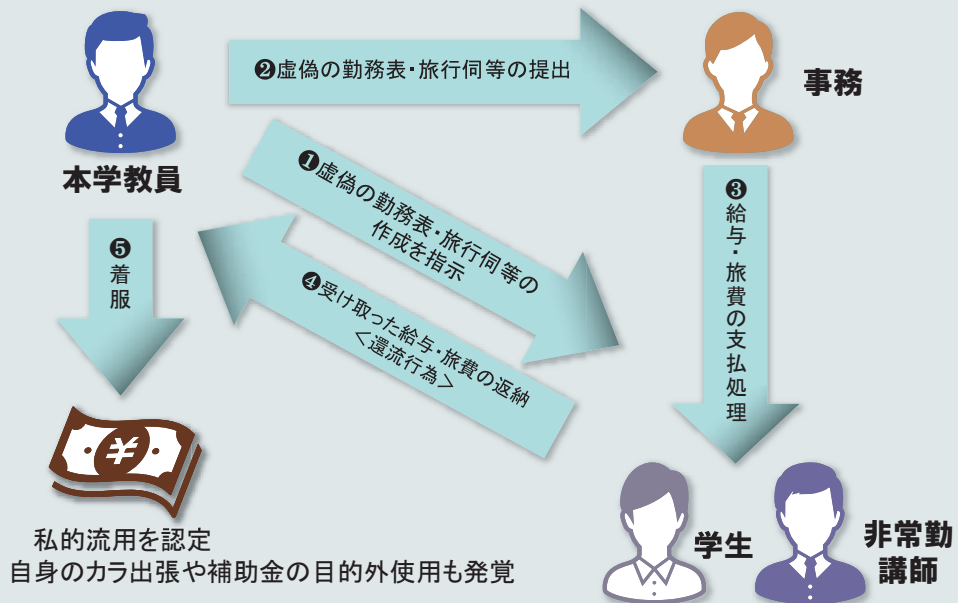 ❷虚偽の勤務表・旅行伺等の提出
事務
本学教員
❶虚偽の勤務表・旅行伺等の
作成を指示
❸給与・旅費の支払処理
❹受け取った給与・旅費の返納
＜還流行為＞
❺着服
私的流用を認定
自身のカラ出張や補助金の目的外使用も発覚
学生
非常勤
講師